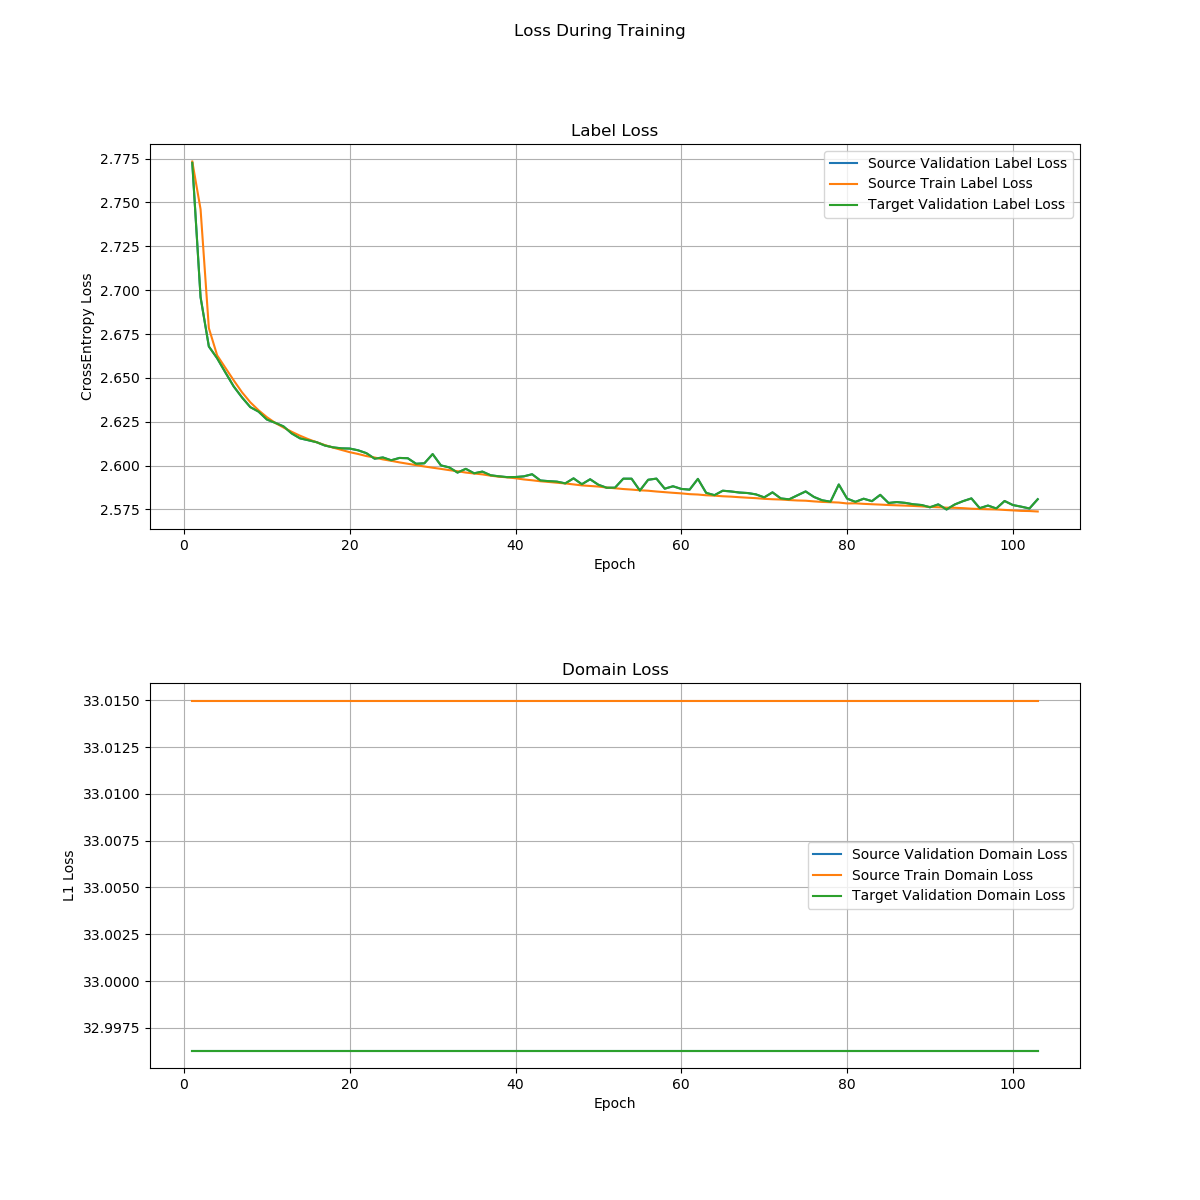 Loss During Training
Label Loss
2.775
2.750
2.725
2.700
2.675
2.650
2.625
2.600
2.575
CrossEntropy Loss
Source Validation Label Loss
Source Train Label Loss
Target Validation Label Loss
0 20 40 60 80 100
Epoch
Domain Loss
33.0150
33.0125
33.0100
33.0075
33.0050
33.0025
33.0000
32.9975
L1 Loss
Source Validation Domain Loss
Source Train Domain Loss
Target Validation Domain Loss
0 20 40 60 80 100
Epoch